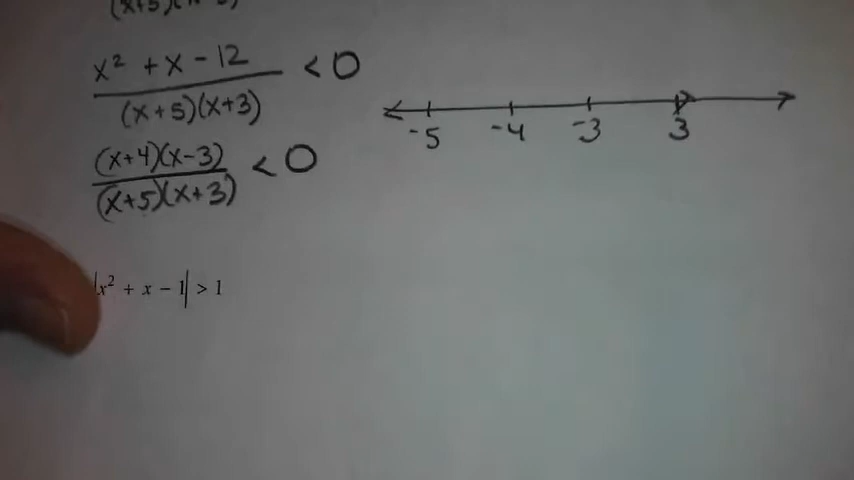 x² + x - 12 < 0
(x+5)(x+3)
-5 -4 -3 3
(x+4)(x-3) < 0
(x+5)(x+3)
|x² + x − 1| > 1